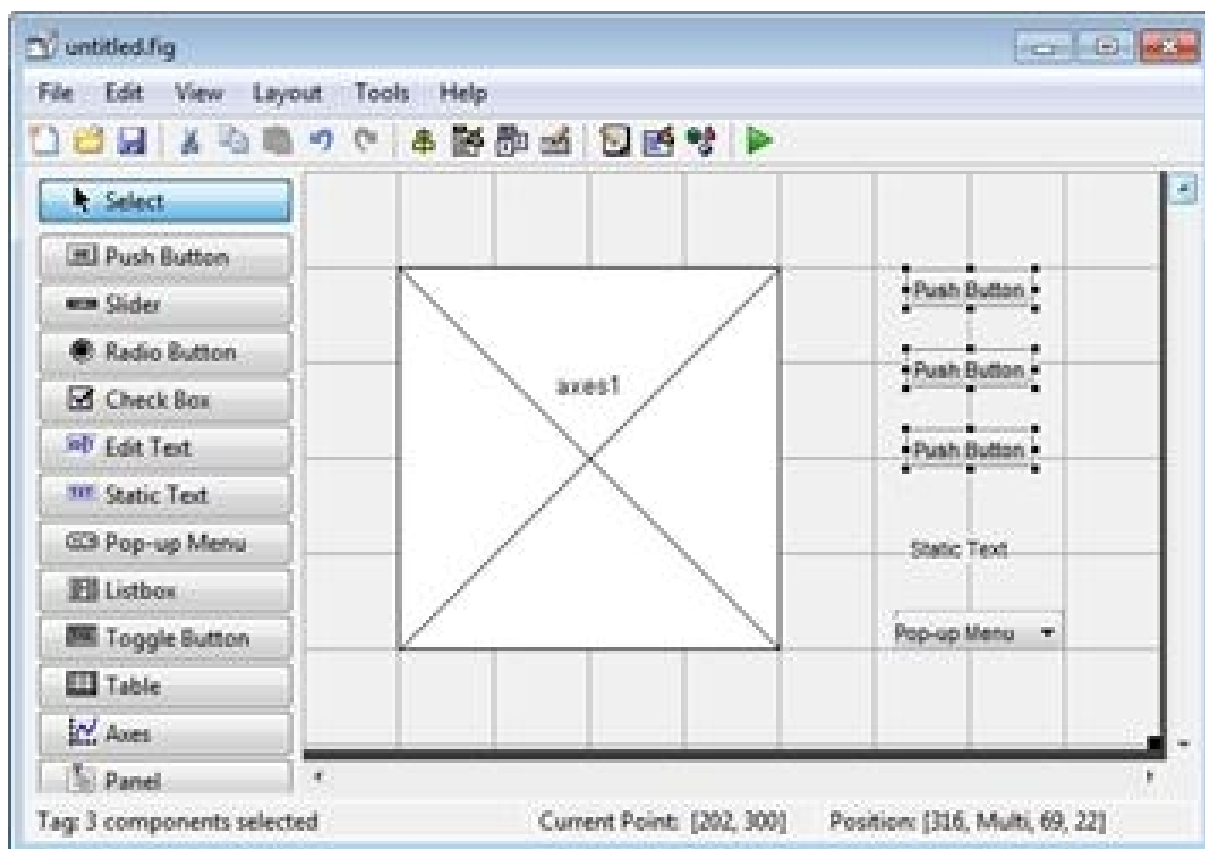 untitled.fig
File Edit View Layout Tools Help
Select
Push Button
Slider
Radio Button
Check Box
Edit Text
Static Text
Pop-up Menu
Listbox
Toggle Button
Table
Axes
Panel
axes1
Push Button
Push Button
Push Button
Static Text
Pop-up Menu
Tag: 3 components selected Current Point: [202, 300] Position: [316, Multi, 69, 22]